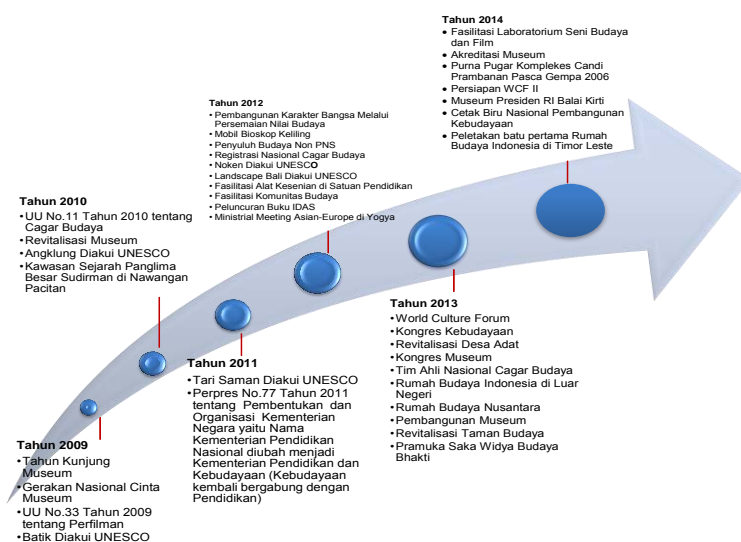 Tahun 2009
•Tahun Kunjung
Museum
•Gerakan Nasional Cinta
Museum
•UU No.33 Tahun 2009
tentang Perfilman
•Batik Diakui UNESCO
Tahun 2010
•UU No.11 Tahun 2010 tentang
Cagar Budaya
•Revitalisasi Museum
•Angklung Diakui UNESCO
•Kawasan Sejarah Panglima
Besar Sudirman di Nawangan
Pacitan
Tahun 2011
•Tari Saman Diakui UNESCO
•Perpres No.77 Tahun 2011
tentang Pembentukan dan
Organisasi Kementerian
Negara yaitu Nama
Kementerian Pendidikan
Nasional diubah menjadi
Kementerian Pendidikan dan
Kebudayaan (Kebudayaan
kembali bergabung dengan
Pendidikan)
Tahun 2012
•Pembangunan Karakter Bangsa Melalui
Persemaian Nilai Budaya
•Mobil Bioskop Keliling
•Penyuluh Budaya Non PNS
•Registrasi Nasional Cagar Budaya
•Noken Diakui UNESCO
•Landscape Bali Diakui UNESCO
•Fasilitasi Alat Kesenian di Satuan Pendidikan
•Fasilitasi Komunitas Budaya
•Peluncuran Buku IDAS
•Ministrial Meeting Asian-Europe di Yogya
Tahun 2013
•World Culture Forum
•Kongres Kebudayaan
•Revitalisasi Desa Adat
•Kongres Museum
•Tim Ahli Nasional Cagar Budaya
•Rumah Budaya Indonesia di Luar
Negeri
•Rumah Budaya Nusantara
•Pembangunan Museum
•Revitalisasi Taman Budaya
•Pramuka Saka Widya Budaya
Bhakti
Tahun 2014
• Fasilitasi Laboratorium Seni Budaya
dan Film
• Akreditasi Museum
• Purna Pugar Komplekes Candi
Prambanan Pasca Gempa 2006
• Persiapan WCF II
• Museum Presiden RI Balai Kirti
• Cetak Biru Nasional Pembangunan
Kebudayaan
• Peletakan batu pertama Rumah
Budaya Indonesia di Timor Leste